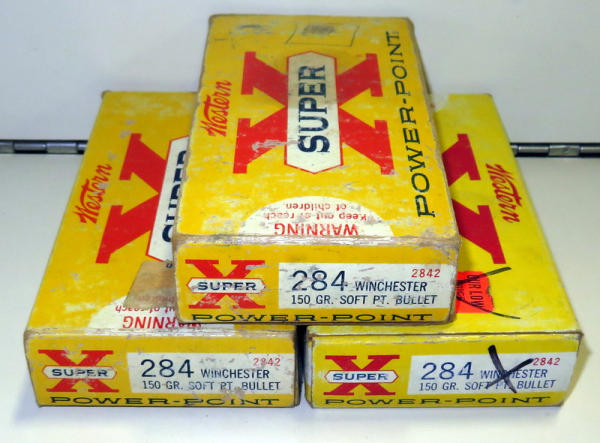 Western
SUPER
X
POWER-POINT
WARNING
Keep out of reach
of children.
X
SUPER
284 WINCHESTER
2842
150 GR. SOFT PT. BULLET
POWER-POINT
Western
X
WARNING
X
SUPER
284 WINCHESTER
2842
150 GR. SOFT PT. BULLET
POWER-POINT
Western
X
SUPER
284 WINCHESTER
2842
150 GR. SOFT PT. BULLET
POWER-POINT